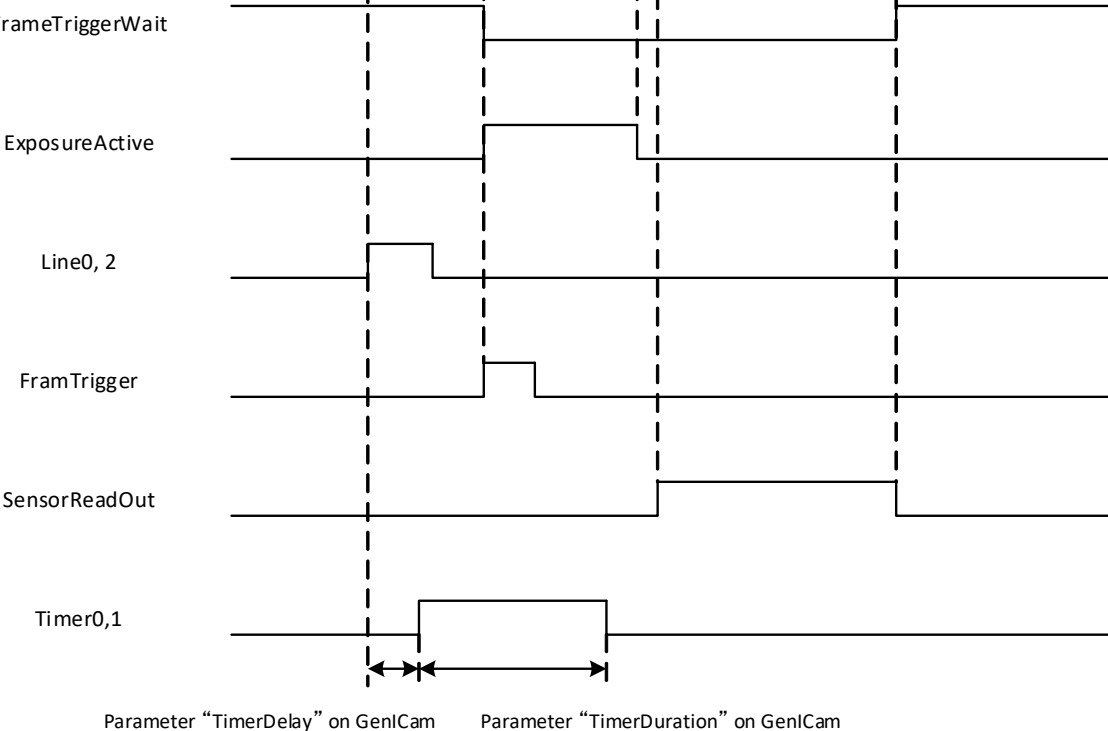 rameTriggerWait
ExposureActive
Line0, 2
FramTrigger
SensorReadOut
Timer0,1
Parameter “TimerDelay” on GenICam
Parameter “TimerDuration” on GenICam